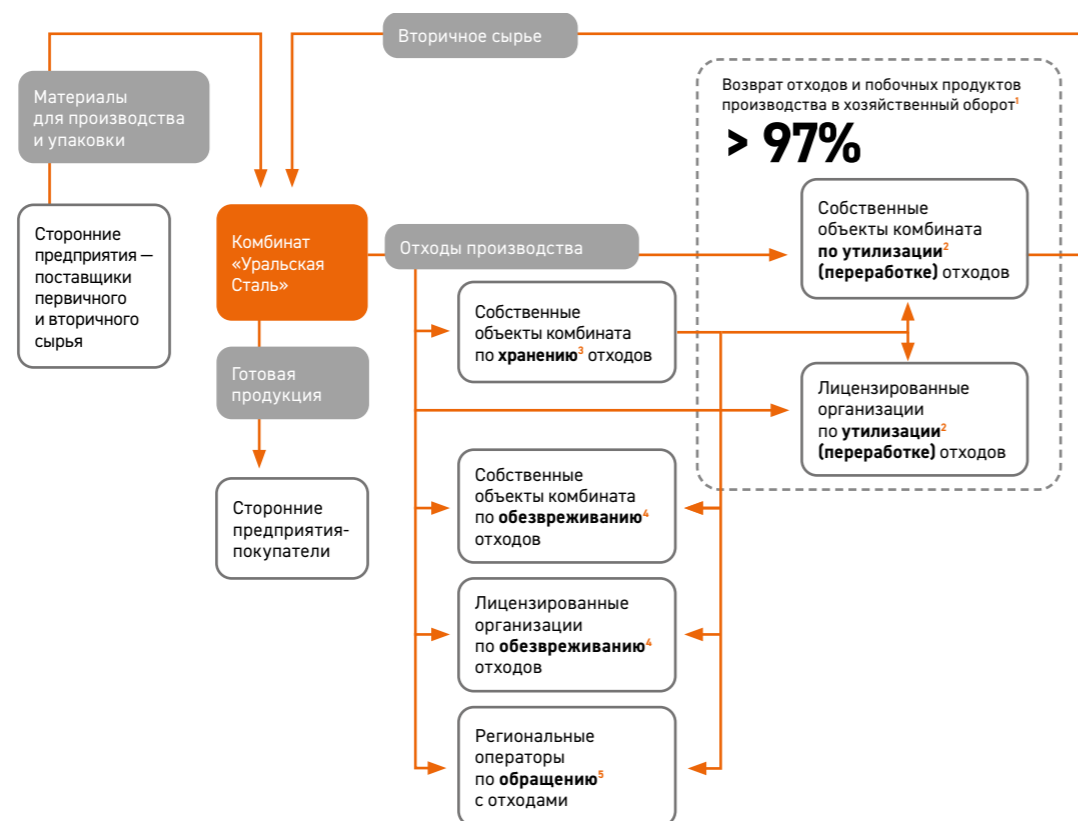 Вторичное сырье
Материалы
для производства
и упаковки
Возврат отходов и побочных продуктов
производства в хозяйственный оборот¹
> 97%
Сторонние
предприятия —
поставщики
первичного
и вторичного
сырья
Комбинат
«Уральская
Сталь»
Отходы производства
Собственные
объекты комбината
по утилизации²
(переработке) отходов
Собственные
объекты комбината
по хранению³ отходов
Готовая
продукция
Лицензированные
организации
по утилизации²
(переработке) отходов
Сторонние
предприятия-
покупатели
Собственные
объекты комбината
по обезвреживанию⁴
отходов
Лицензированные
организации
по обезвреживанию⁴
отходов
Региональные
операторы
по обращению⁵
с отходами